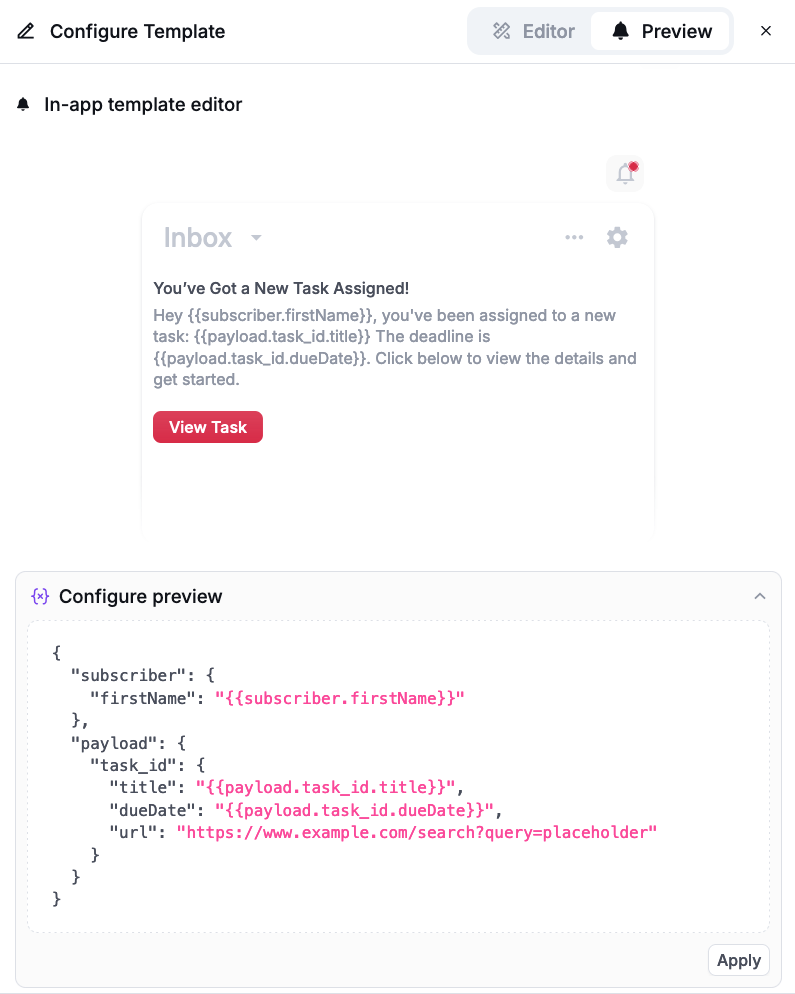 Configure Template
Editor
Preview
In-app template editor
Inbox
You’ve Got a New Task Assigned!
Hey {{subscriber.firstName}}, you've been assigned to a new
task: {{payload.task_id.title}} The deadline is
{{payload.task_id.dueDate}}. Click below to view the details and
get started.
View Task
Configure preview
{
  "subscriber": {
    "firstName": "{{subscriber.firstName}}"
  },
  "payload": {
    "task_id": {
      "title": "{{payload.task_id.title}}",
      "dueDate": "{{payload.task_id.dueDate}}",
      "url": "https://www.example.com/search?query=placeholder"
    }
  }
}
Apply